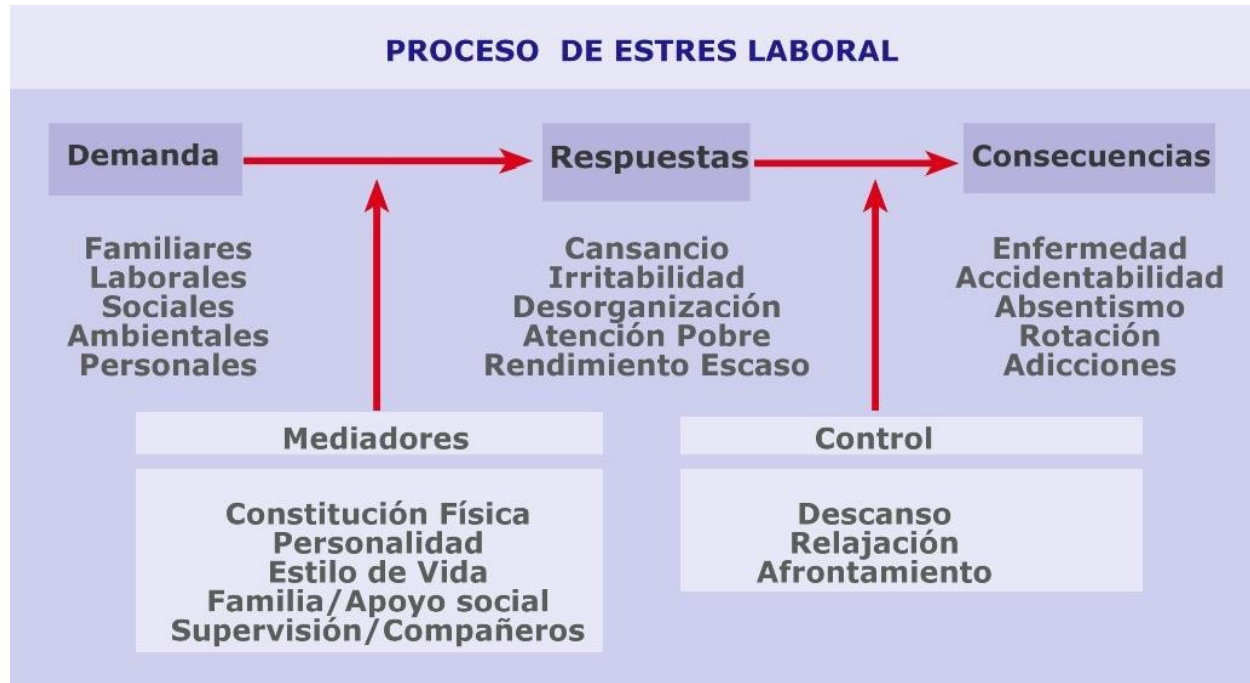 PROCESO DE ESTRES LABORAL
Demanda
Respuestas
Consecuencias
Familiares
Laborales
Sociales
Ambientales
Personales
Cansancio
Irritabilidad
Desorganización
Atención Pobre
Rendimiento Escaso
Enfermedad
Accidentabilidad
Absentismo
Rotación
Adicciones
Mediadores
Constitución Física
Personalidad
Estilo de Vida
Familia/Apoyo social
Supervisión/Compañeros
Control
Descanso
Relajación
Afrontamiento